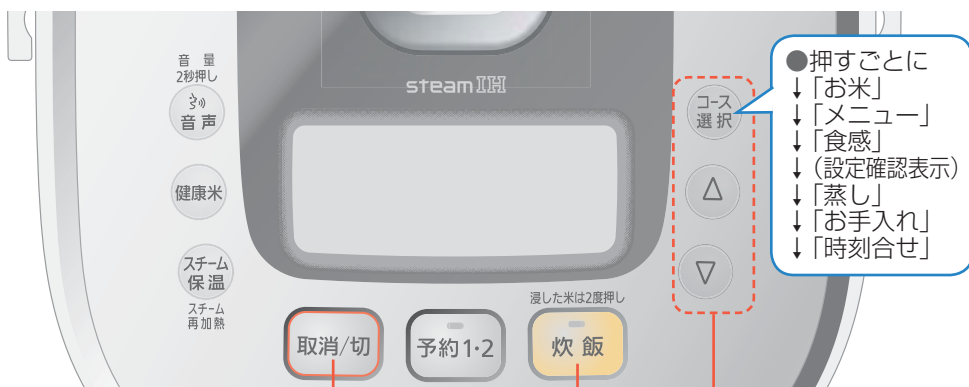 音 量
2秒押し
音 声
健康米
スチーム
保 温
スチーム
再加熱
steam IH
コース
選 択
△
▽
●押すごとに
↓「お米」
↓「メニュー」
↓「食感」
↓(設定確認表示)
↓「蒸し」
↓「お手入れ」
↓「時刻合せ」
浸した米は2度押し
取消/切
予約1・2
炊 飯